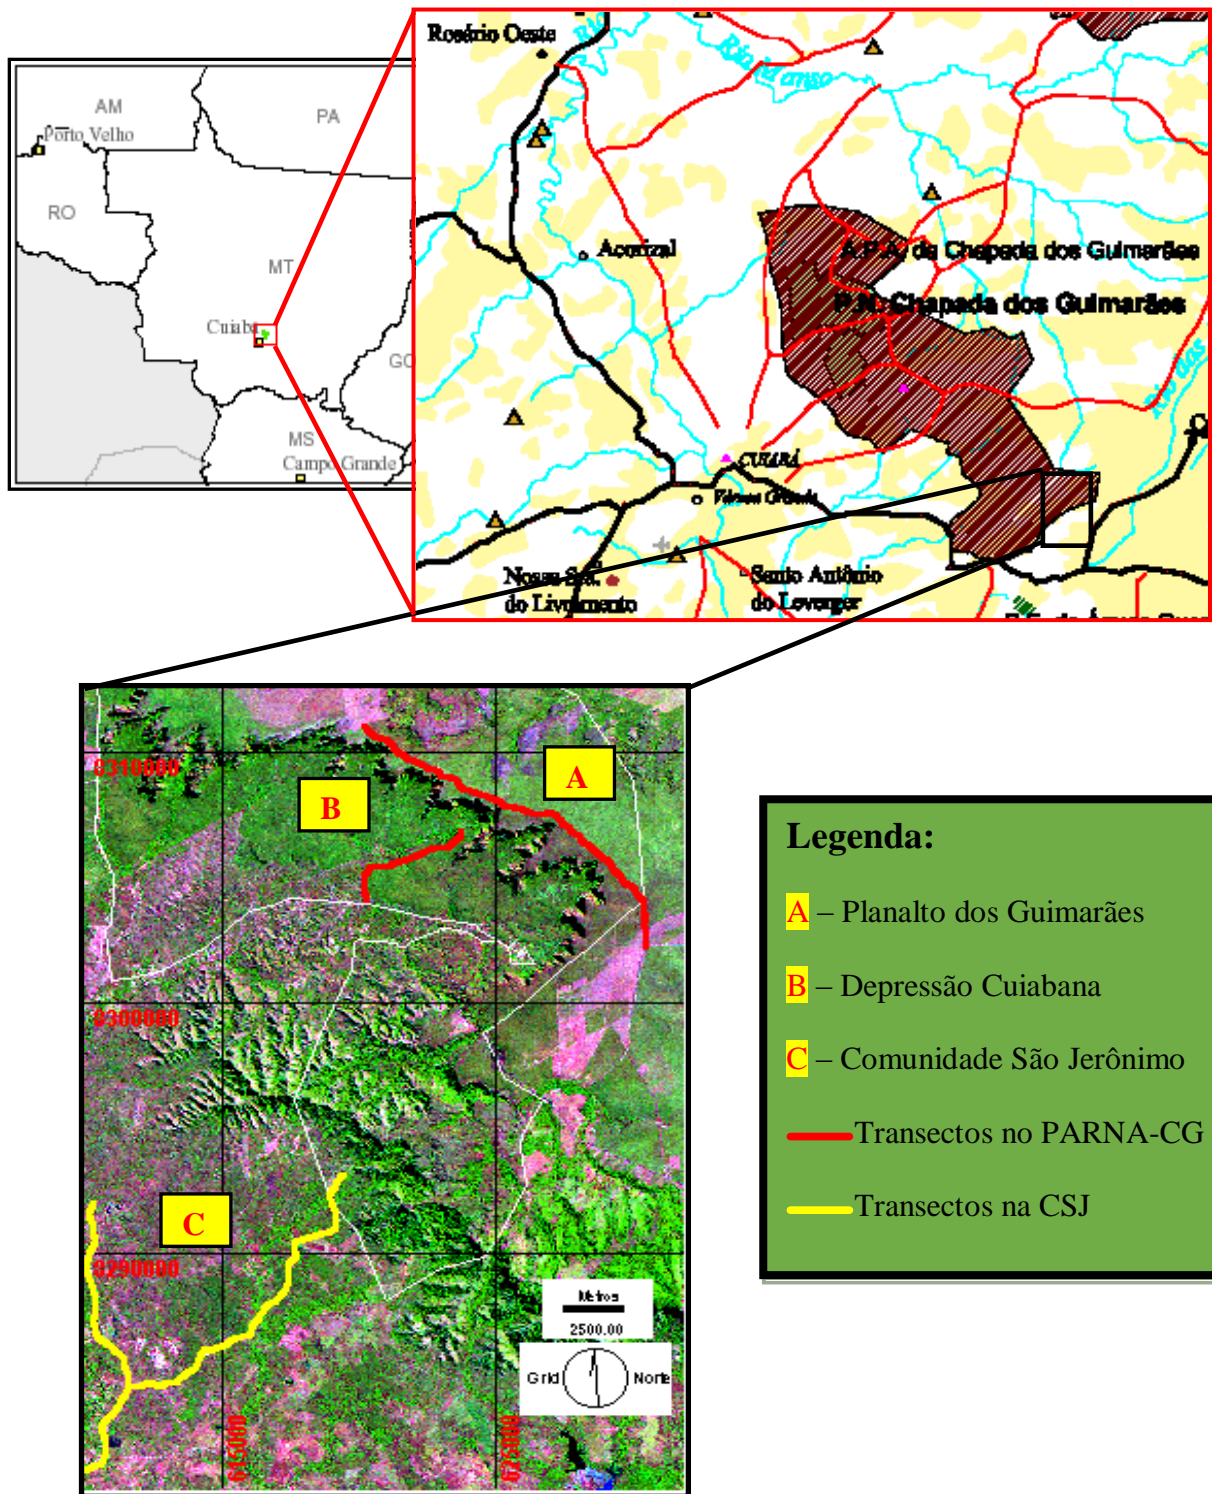 AM
PA
Porto Velho
RO
MT
Cuiabá
GO
MS
Campo Grande
Rosário Oeste
Rio
Acorizal
A.P.A. da Chapada dos Guimarães
P.N. Chapada dos Guimarães
Rio das
CUIABÁ
Várzea Grande
Nossa Sra.
do Livramento
Santo Antônio
do Leverger
A
B
C
8310000
8300000
8290000
615000
625000
Metros
2500.00
Grid
Norte
Legenda:
A – Planalto dos Guimarães
B – Depressão Cuiabana
C – Comunidade São Jerônimo
Transectos no PARNA-CG
Transectos na CSJ